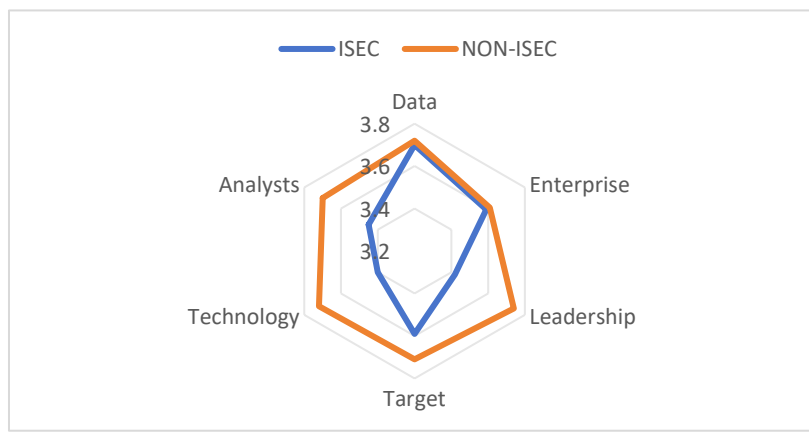 ISEC NON-ISEC
Data
3.8
3.6
Analysts Enterprise
3.4
3.2
Technology Leadership
Target